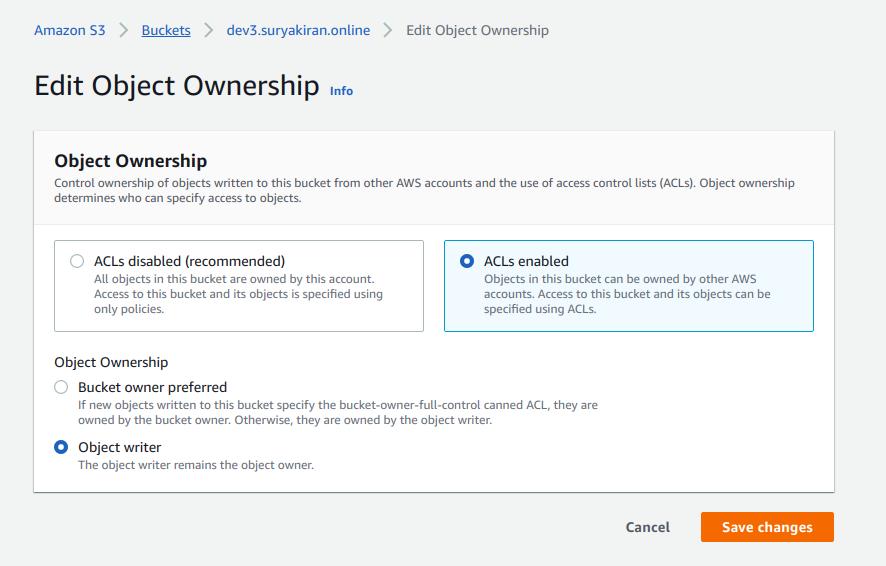 Amazon S3 > Buckets > dev3.suryakiran.online > Edit Object Ownership
Edit Object Ownership Info
Object Ownership
Control ownership of objects written to this bucket from other AWS accounts and the use of access control lists (ACLs). Object ownership
determines who can specify access to objects.
ACLs disabled (recommended)
All objects in this bucket are owned by this account.
Access to this bucket and its objects is specified using
only policies.
ACLs enabled
Objects in this bucket can be owned by other AWS
accounts. Access to this bucket and its objects can be
specified using ACLs.
Object Ownership
Bucket owner preferred
If new objects written to this bucket specify the bucket-owner-full-control canned ACL, they are
owned by the bucket owner. Otherwise, they are owned by the object writer.
Object writer
The object writer remains the object owner.
Cancel Save changes